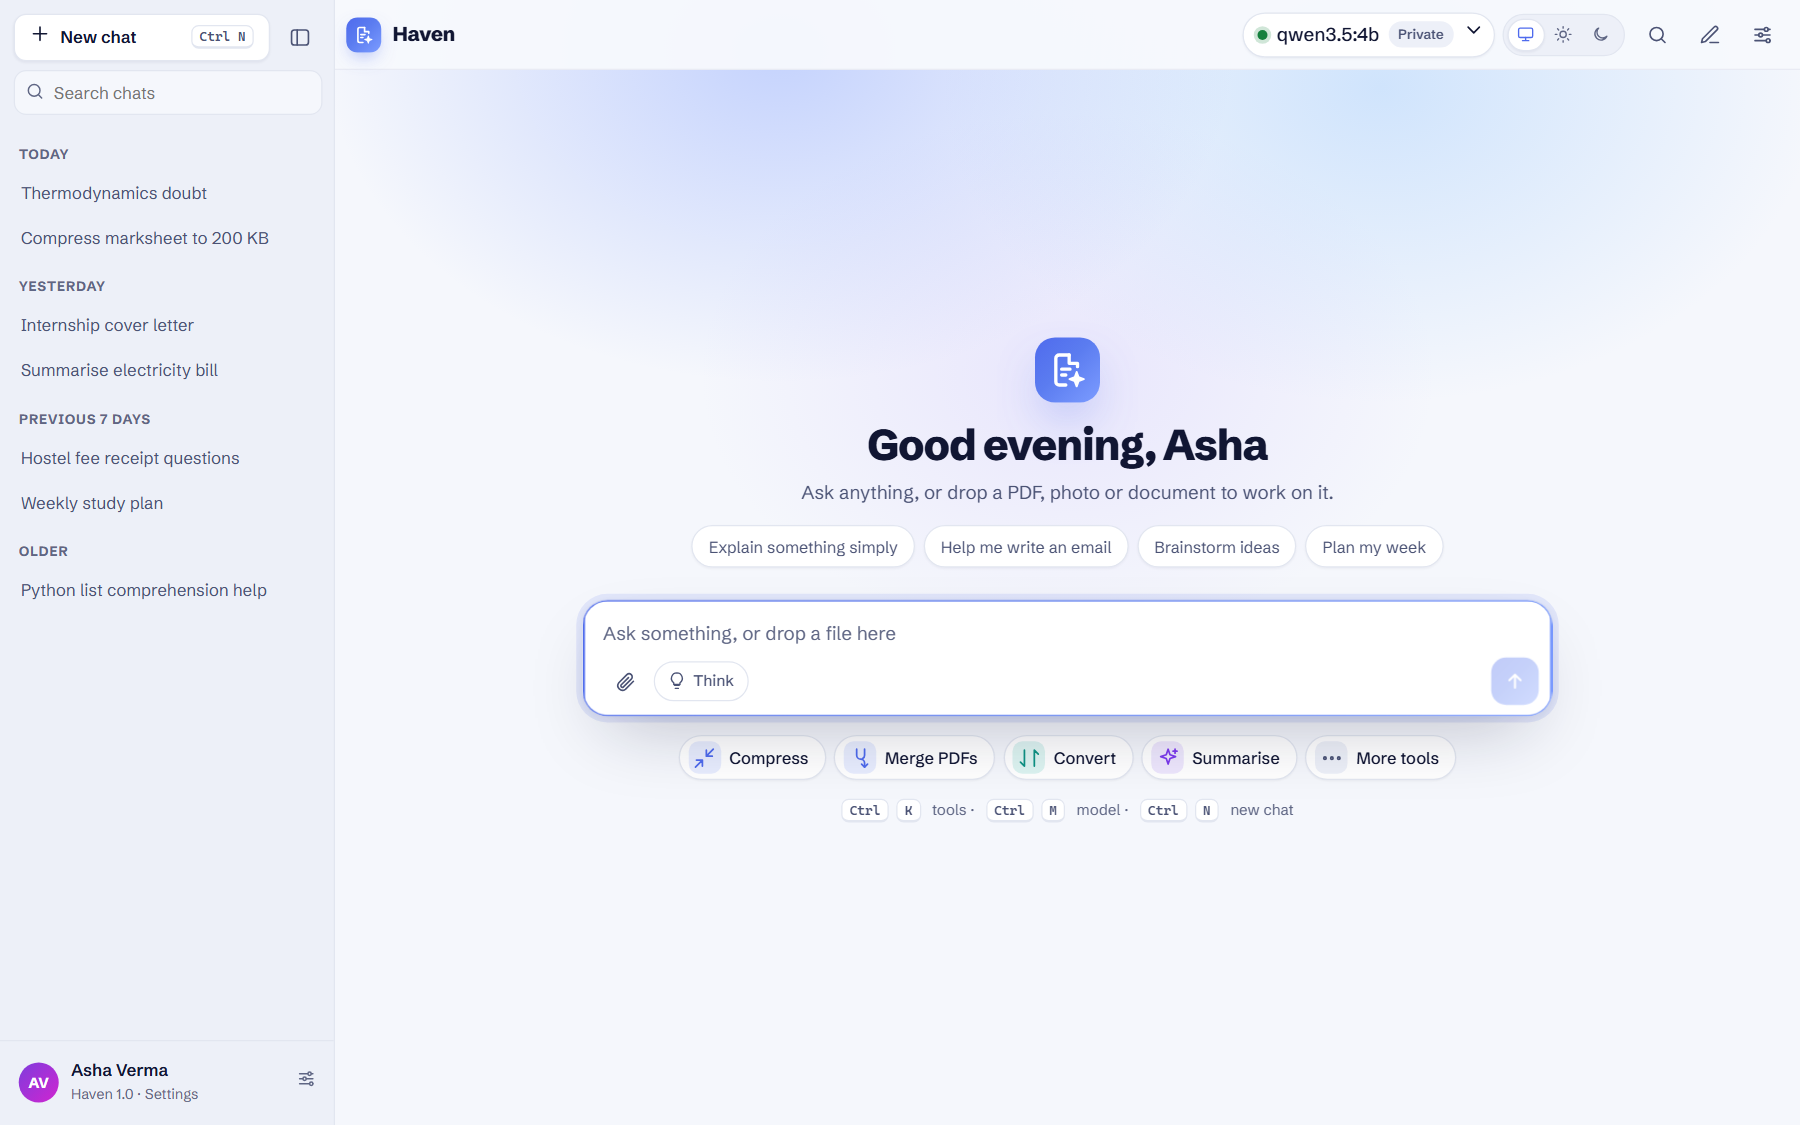 New chat
Ctrl N
Search chats
TODAY
Thermodynamics doubt
Compress marksheet to 200 KB
YESTERDAY
Internship cover letter
Summarise electricity bill
PREVIOUS 7 DAYS
Hostel fee receipt questions
Weekly study plan
OLDER
Python list comprehension help
AV
Asha Verma
Haven 1.0 · Settings
Haven
qwen3.5:4b
Private
Good evening, Asha
Ask anything, or drop a PDF, photo or document to work on it.
Explain something simply
Help me write an email
Brainstorm ideas
Plan my week
Ask something, or drop a file here
Think
Compress
Merge PDFs
Convert
Summarise
More tools
Ctrl K tools · Ctrl M model · Ctrl N new chat